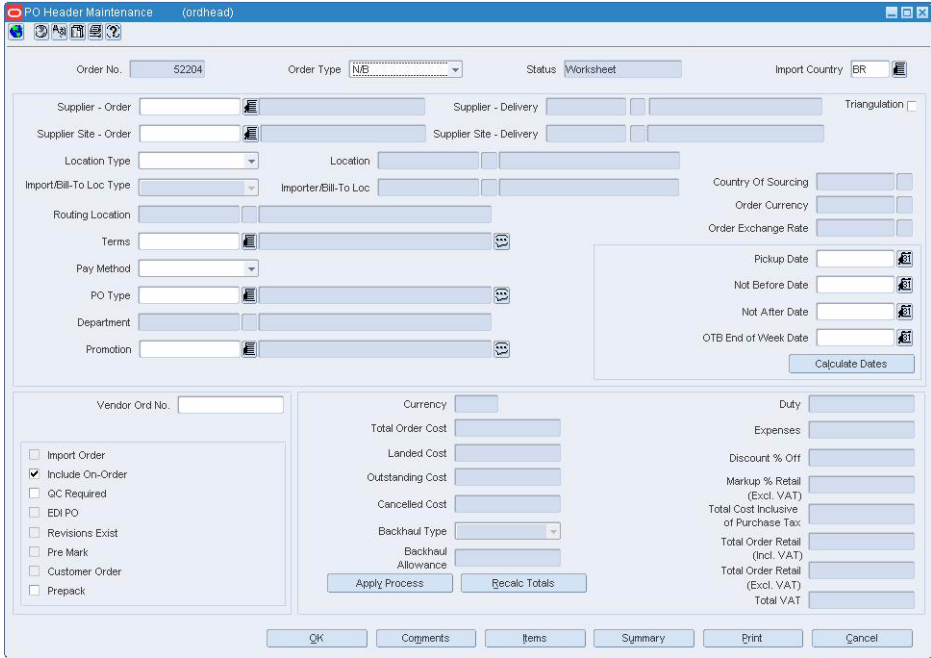 PO Header Maintenance (ordhead)
Order No. 52204 Order Type N/B Status Worksheet Import Country BR
Supplier - Order Supplier - Delivery Triangulation
Supplier Site - Order Supplier Site - Delivery
Location Type Location
Import/Bill-To Loc Type Importer/Bill-To Loc Country Of Sourcing
Routing Location Order Currency
Order Exchange Rate
Terms
Pickup Date
Pay Method
Not Before Date
PO Type
Not After Date
Department
OTB End of Week Date
Promotion
Calculate Dates
Vendor Ord No.
Import Order
Include On-Order
QC Required
EDI PO
Revisions Exist
Pre Mark
Customer Order
Prepack
Currency
Total Order Cost
Landed Cost
Outstanding Cost
Cancelled Cost
Backhaul Type
Backhaul
Allowance
Apply Process Recalc Totals
Duty
Expenses
Discount % Off
Markup % Retail
(Excl. VAT)
Total Cost Inclusive
of Purchase Tax
Total Order Retail
(Incl. VAT)
Total Order Retail
(Excl. VAT)
Total VAT
OK Comments Items Summary Print Cancel